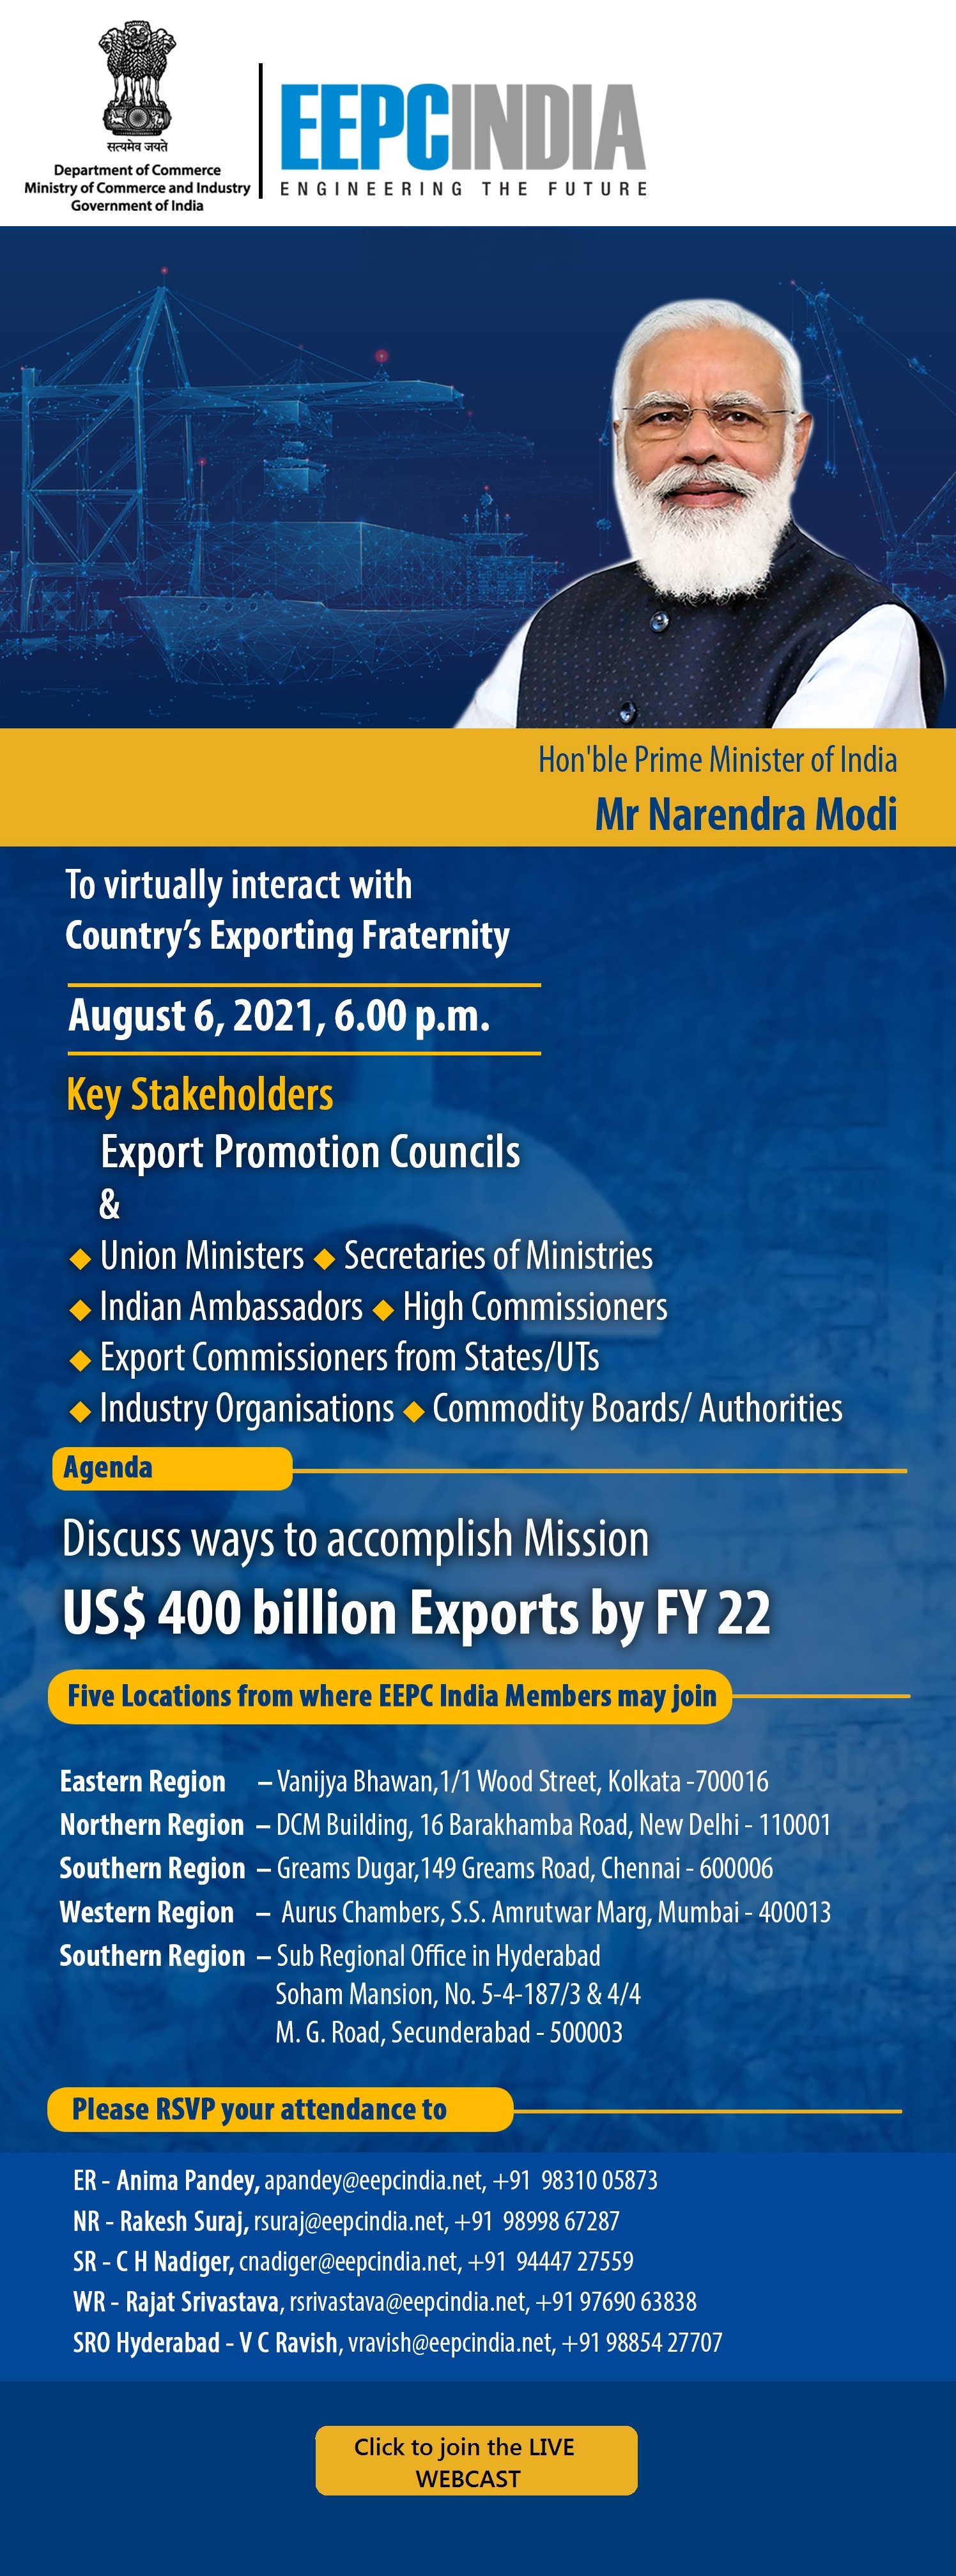 सत्यमेव जयते
Department of Commerce
Ministry of Commerce and Industry
Government of India
EEPCINDIA
ENGINEERING THE FUTURE
Hon'ble Prime Minister of India
Mr Narendra Modi
To virtually interact with
Country's Exporting Fraternity
August 6, 2021, 6.00 p.m.
Key Stakeholders
Export Promotion Councils
&
◆ Union Ministers ◆ Secretaries of Ministries
◆ Indian Ambassadors ◆ High Commissioners
◆ Export Commissioners from States/UTs
◆ Industry Organisations ◆ Commodity Boards/ Authorities
Agenda
Discuss ways to accomplish Mission
US$ 400 billion Exports by FY 22
Five Locations from where EEPC India Members may join
Eastern Region – Vanijya Bhawan,1/1 Wood Street, Kolkata -700016
Northern Region – DCM Building, 16 Barakhamba Road, New Delhi - 110001
Southern Region – Greams Dugar,149 Greams Road, Chennai - 600006
Western Region – Aurus Chambers, S.S. Amrutwar Marg, Mumbai - 400013
Southern Region – Sub Regional Office in Hyderabad
Soham Mansion, No. 5-4-187/3 & 4/4
M. G. Road, Secunderabad - 500003
Please RSVP your attendance to
ER - Anima Pandey, apandey@eepcindia.net, +91 98310 05873
NR - Rakesh Suraj, rsuraj@eepcindia.net, +91 98998 67287
SR - C H Nadiger, cnadiger@eepcindia.net, +91 94447 27559
WR - Rajat Srivastava, rsrivastava@eepcindia.net, +91 97690 63838
SRO Hyderabad - V C Ravish, vravish@eepcindia.net, +91 98854 27707
Click to join the LIVE
WEBCAST